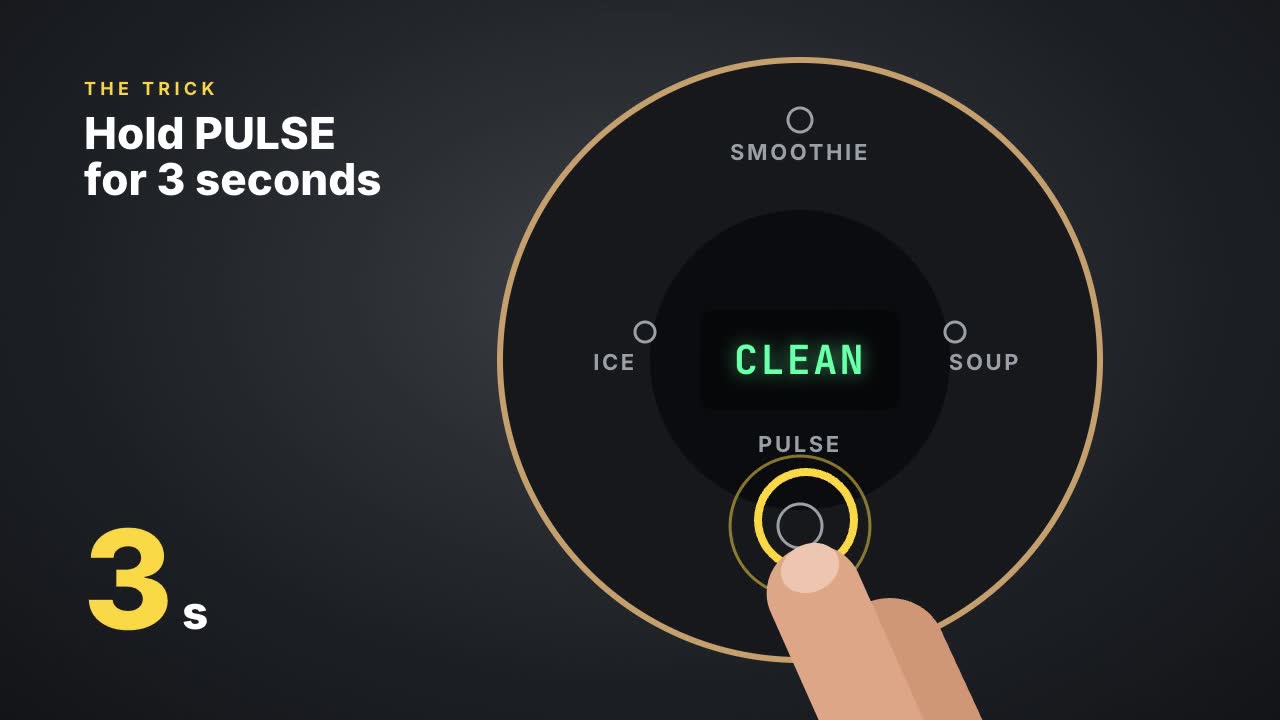 THE TRICK
Hold PULSE
for 3 seconds
SMOOTHIE
ICE
CLEAN
SOUP
PULSE
3 s